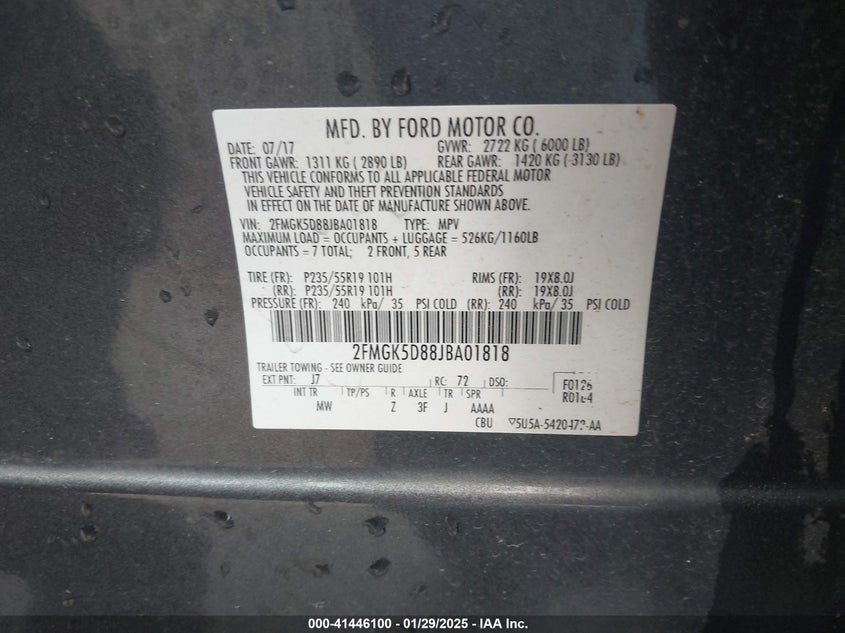 MFD. BY FORD MOTOR CO.
DATE: 07/17 GVWR: 2722 KG ( 6000 LB)
FRONT GAWR: 1311 KG ( 2890 LB) REAR GAWR: 1420 KG ( 3130 LB)
THIS VEHICLE CONFORMS TO ALL APPLICABLE FEDERAL MOTOR
VEHICLE SAFETY AND THEFT PREVENTION STANDARDS
IN EFFECT ON THE DATE OF MANUFACTURE SHOWN ABOVE.
VIN: 2FMGK5D88JBA01818 TYPE: MPV
MAXIMUM LOAD = OCCUPANTS + LUGGAGE = 526KG/1160LB
OCCUPANTS = 7 TOTAL; 2 FRONT, 5 REAR
TIRE (FR): P235/55R19 101H RIMS (FR): 19X8.0J
(RR): P235/55R19 101H (RR): 19X8.0J
PRESSURE (FR): 240 kPa/ 35 PSI COLD (RR): 240 kPa/ 35 PSI COLD
2FMGK5D88JBA01818
TRAILER TOWING - SEE OWNER GUIDE
EXT PNT: J7 RC: 72 DSO: F0126
INT TR TP/PS R AXLE TR SPR R0164
MW Z 3F J AAAA
CBU
000-41446100 - 01/29/2025 - IAA Inc.